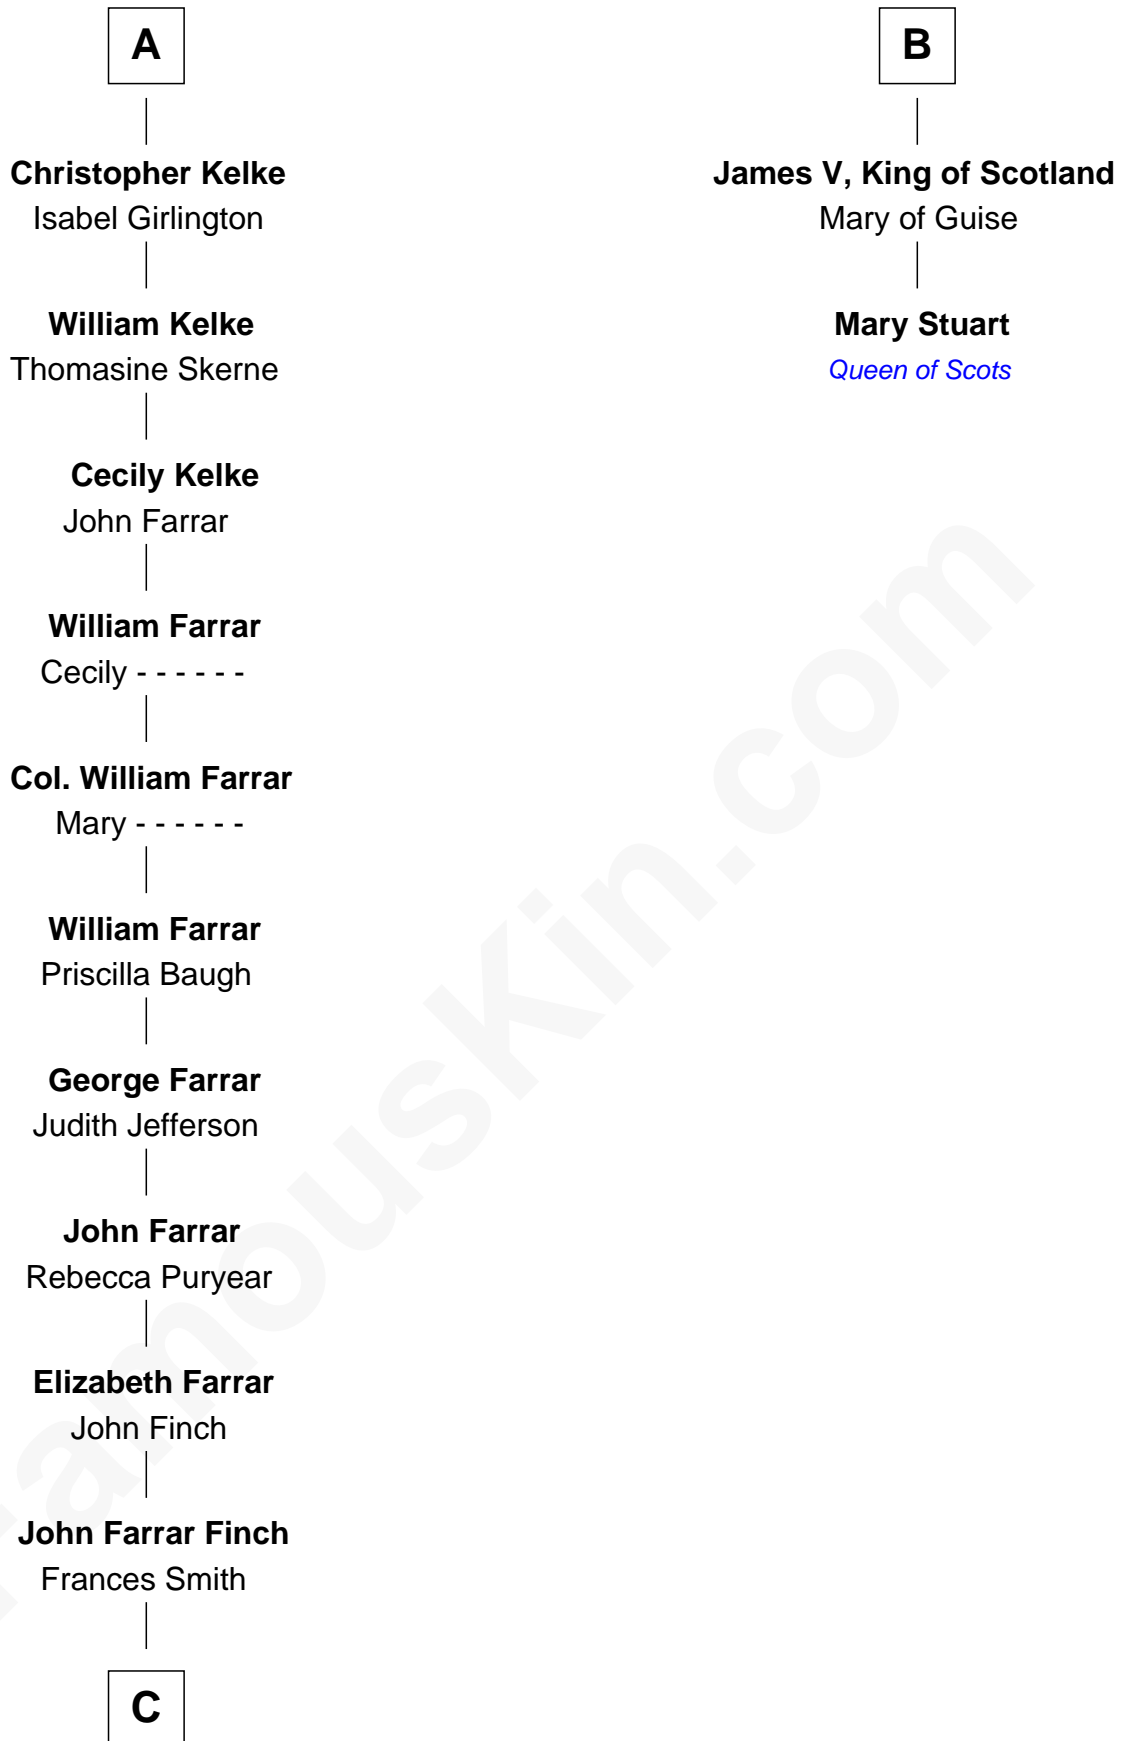 A
Christopher Kelke
Isabel Girlington
William Kelke
Thomasine Skerne
Cecily Kelke
John Farrar
William Farrar
Cecily - - - - - -
Col. William Farrar
Mary - - - - - -
William Farrar
Priscilla Baugh
George Farrar
Judith Jefferson
John Farrar
Rebecca Puryear
Elizabeth Farrar
John Finch
John Farrar Finch
Frances Smith
C
B
James V, King of Scotland
Mary of Guise
Mary Stuart
Queen of Scots
FamousKin.com